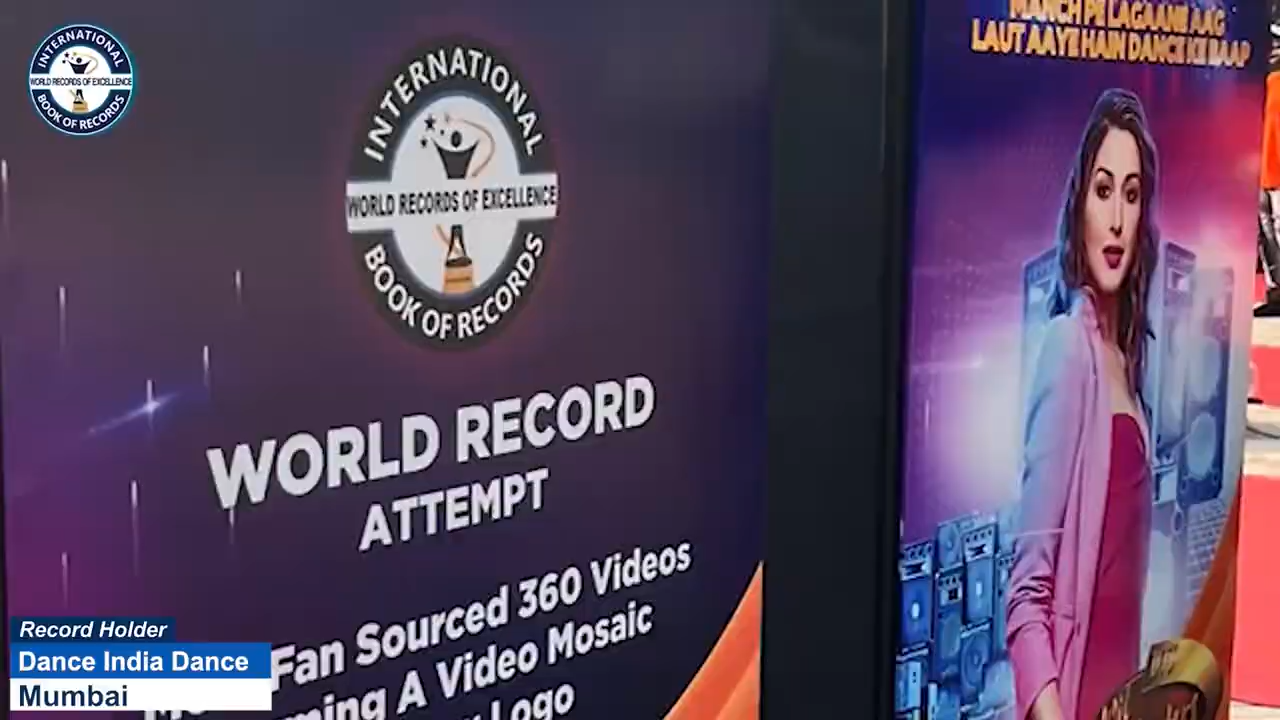 INTERNATIONAL
WORLD RECORDS OF EXCELLENCE
BOOK OF RECORDS
INTERNATIONAL
WORLD RECORDS OF EXCELLENCE
BOOK OF RECORDS
WORLD RECORD
ATTEMPT
Fan Sourced 360 Videos
A Video Mosaic
Logo
MANCH PE LAGAANE AAG
LAUT AAYE HAIN DANCE KE BAAP
Record Holder
Dance India Dance
Mumbai